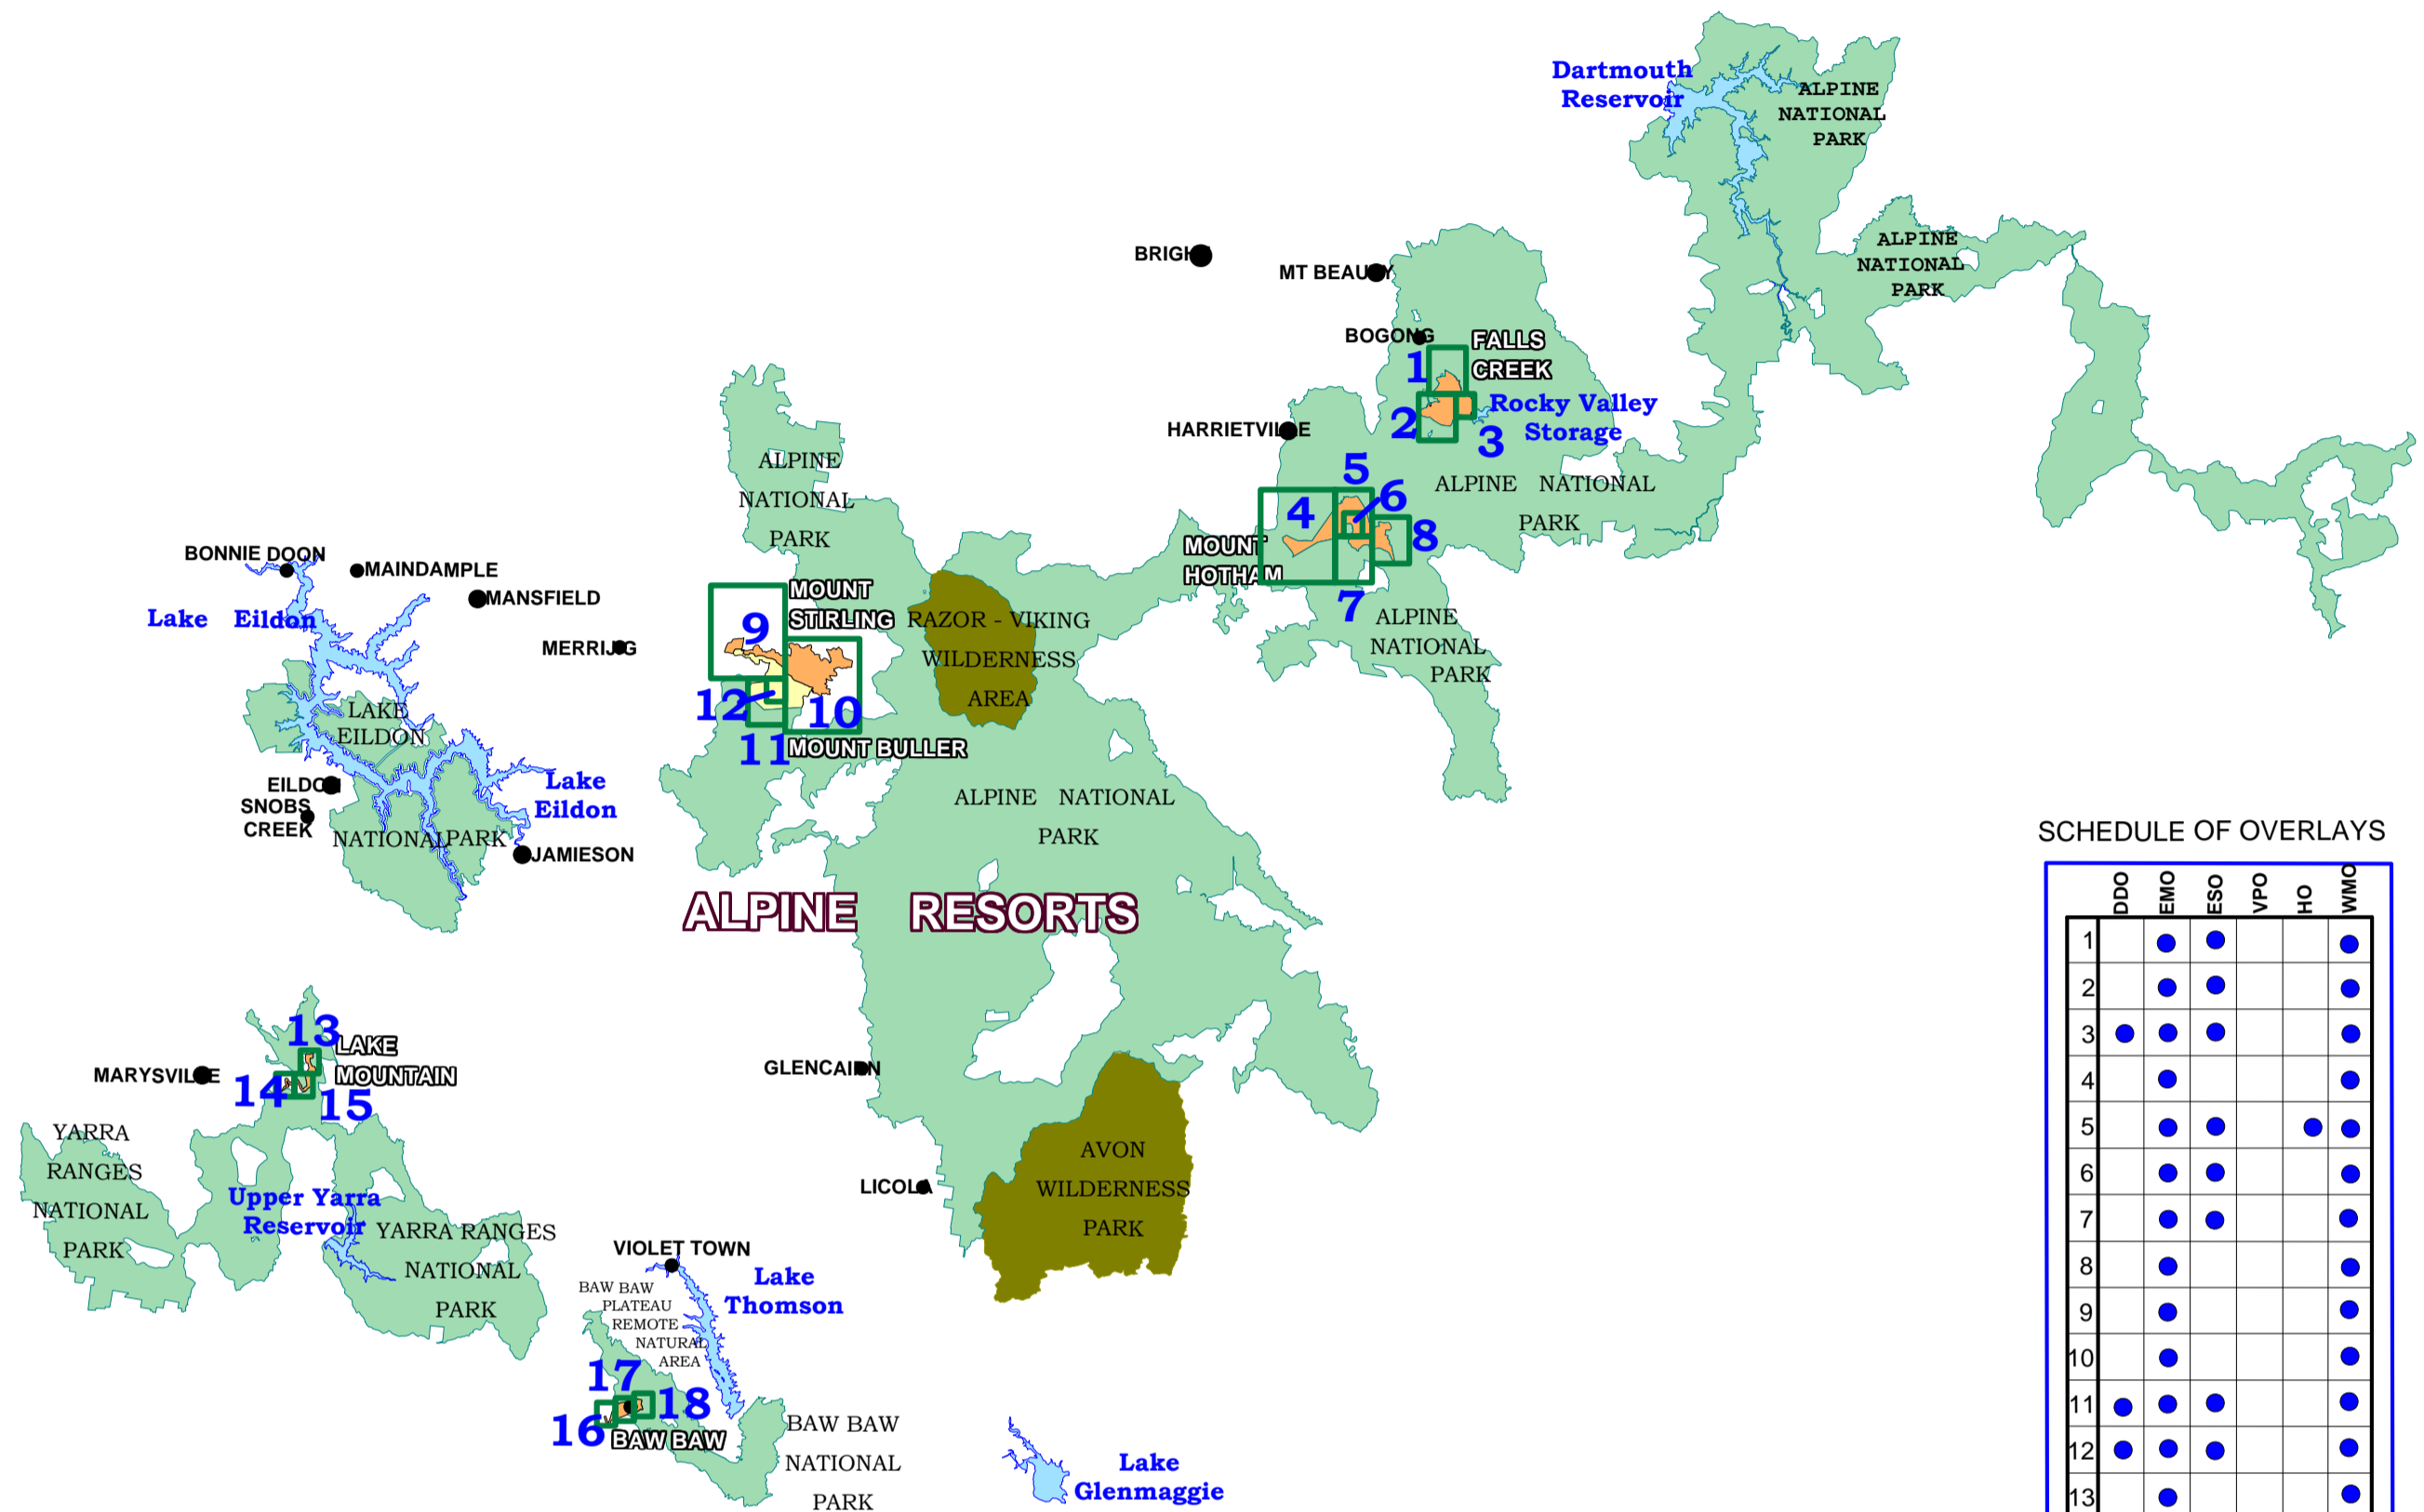 Dartmouth
Reservoir
ALPINE
NATIONAL
PARK
ALPINE
NATIONAL
PARK
BRIGHT
MT BEAUTY
BOGONG
FALLS
CREEK
1
2
3
Rocky Valley
Storage
HARRIETVILLE
5
6
4
8
7
ALPINE NATIONAL
PARK
MOUNT
HOTHAM
ALPINE
NATIONAL
PARK
ALPINE
NATIONAL
PARK
BONNIE DOON
MAINDAMPLE
MANSFIELD
Lake Eildon
MERRIJIG
MOUNT
STIRLING
9
10
12
11
MOUNT BULLER
RAZOR - VIKING
WILDERNESS
AREA
LAKE
EILDON
EILDON
SNOBS
CREEK
Lake
Eildon
NATIONAL PARK
JAMIESON
ALPINE NATIONAL
PARK
ALPINE RESORTS
13
LAKE
MOUNTAIN
MARYSVILLE
14
15
GLENCAIRN
YARRA
RANGES
NATIONAL
PARK
Upper Yarra
Reservoir
YARRA RANGES
NATIONAL
PARK
LICOLA
AVON
WILDERNESS
PARK
VIOLET TOWN
Lake
Thomson
BAW BAW
PLATEAU
REMOTE
NATURAL
AREA
17
18
16
BAW BAW
BAW BAW
NATIONAL
PARK
Lake
Glenmaggie
SCHEDULE OF OVERLAYS
DDO EMO ESO VPO HO WMO
1
2
3
4
5
6
7
8
9
10
11
12
13